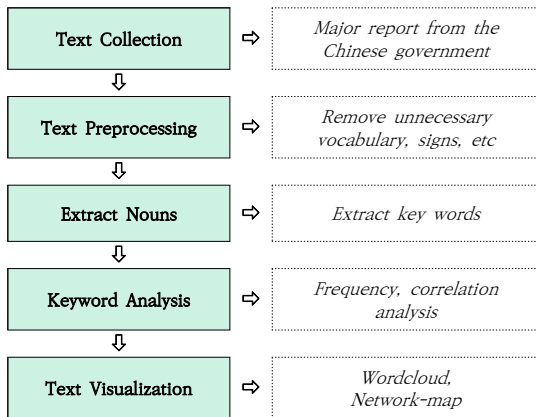 Text Collection
Major report from the
Chinese government
Text Preprocessing
Remove unnecessary
vocabulary, signs, etc
Extract Nouns
Extract key words
Keyword Analysis
Frequency, correlation
analysis
Text Visualization
Wordcloud,
Network-map